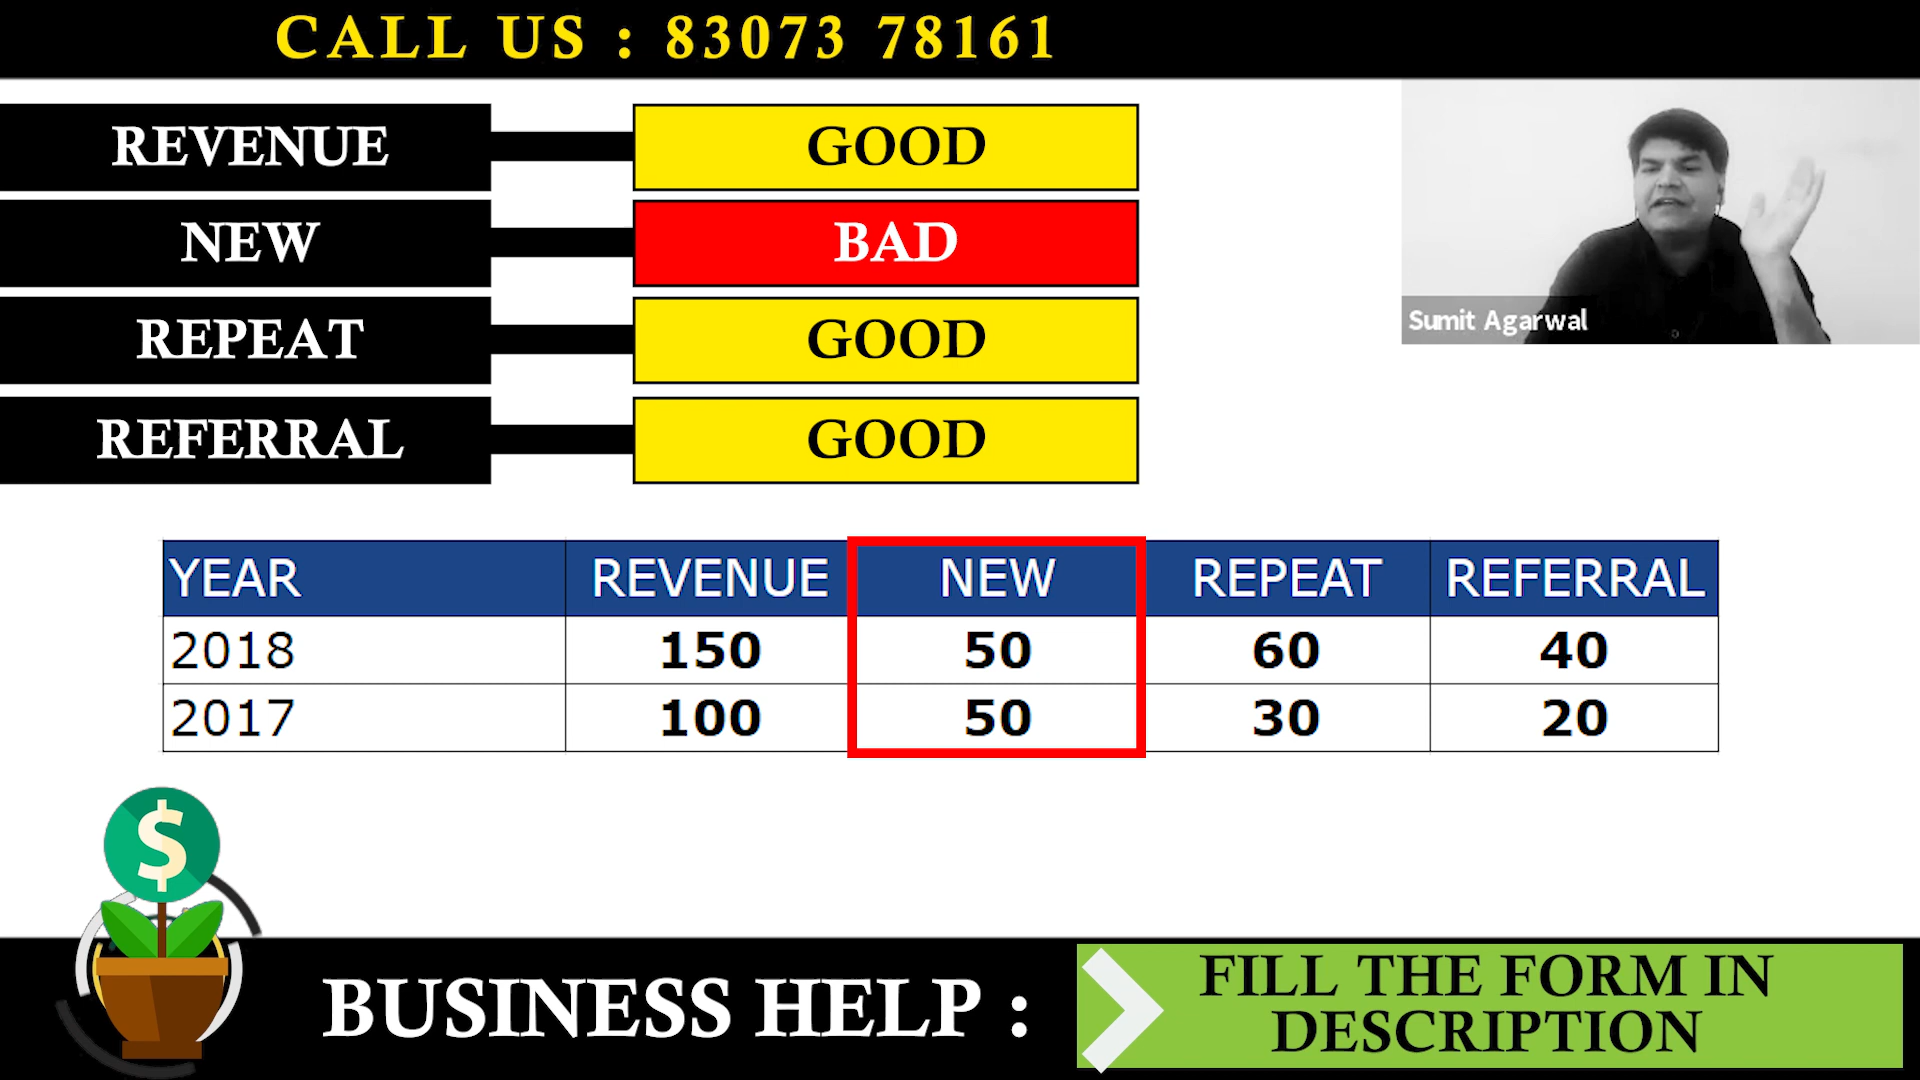 CALL US : 83073 78161
REVENUE GOOD
NEW BAD
REPEAT GOOD
REFERRAL GOOD
Sumit Agarwal
YEAR REVENUE NEW REPEAT REFERRAL
2018 150 50 60 40
2017 100 50 30 20
$
BUSINESS HELP :
FILL THE FORM IN
DESCRIPTION